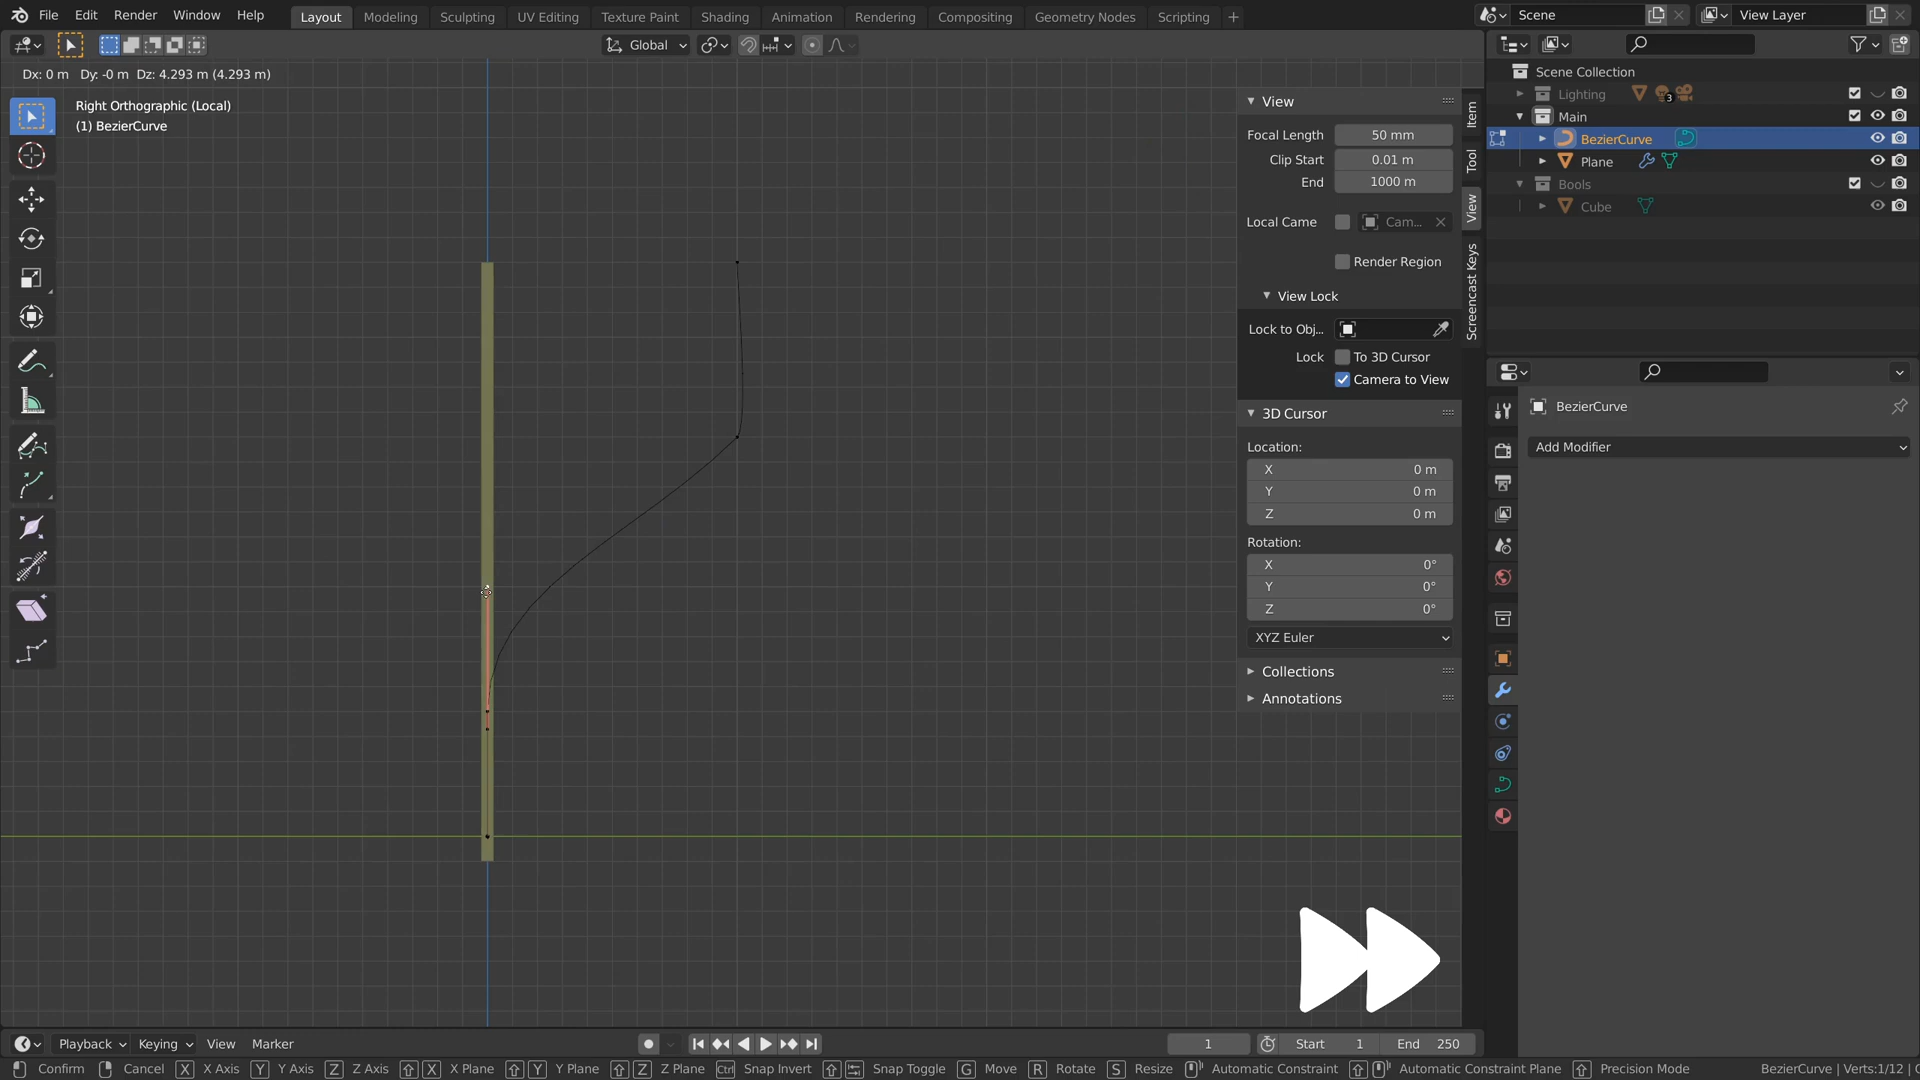 File Edit Render Window Help Layout Modeling Sculpting UV Editing Texture Paint Shading Animation Rendering Compositing Geometry Nodes Scripting + Scene View Layer
Global
Dx: 0 m Dy: -0 m Dz: 4.293 m (4.293 m)
Right Orthographic (Local)
(1) BezierCurve
View
Focal Length 50 mm
Clip Start 0.01 m
End 1000 m
Local Came Cam...
Render Region
View Lock
Lock to Obj...
Lock To 3D Cursor
Camera to View
3D Cursor
Location:
X 0 m
Y 0 m
Z 0 m
Rotation:
X 0°
Y 0°
Z 0°
XYZ Euler
Collections
Annotations
Item
Tool
View
Screencast Keys
Scene Collection
Lighting 3
Main
BezierCurve
Plane
Bools
Cube
BezierCurve
Add Modifier
Playback Keying View Marker 1 Start 1 End 250
Confirm Cancel X X Axis Y Y Axis Z Z Axis X X Plane Y Y Plane Z Z Plane Ctrl Snap Invert Snap Toggle G Move R Rotate S Resize Automatic Constraint Automatic Constraint Plane Precision Mode BezierCurve | Verts:1/12 |